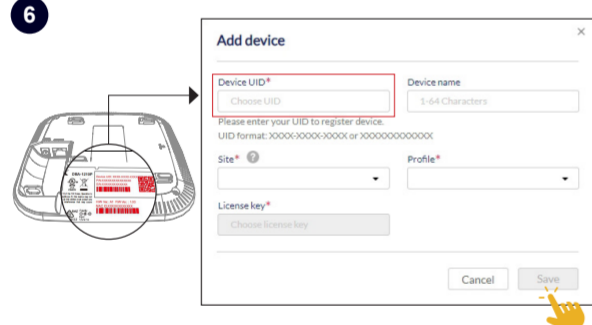 6
Add device
×
Device UID* Device name
Choose UID 1-64 Characters
Please enter your UID to register device.
UID format: XXXX-XXXX-XXXX or XXXXXXXXXXXX
Site* ? Profile*
License key*
Choose license key
Cancel Save
DBA-1210P